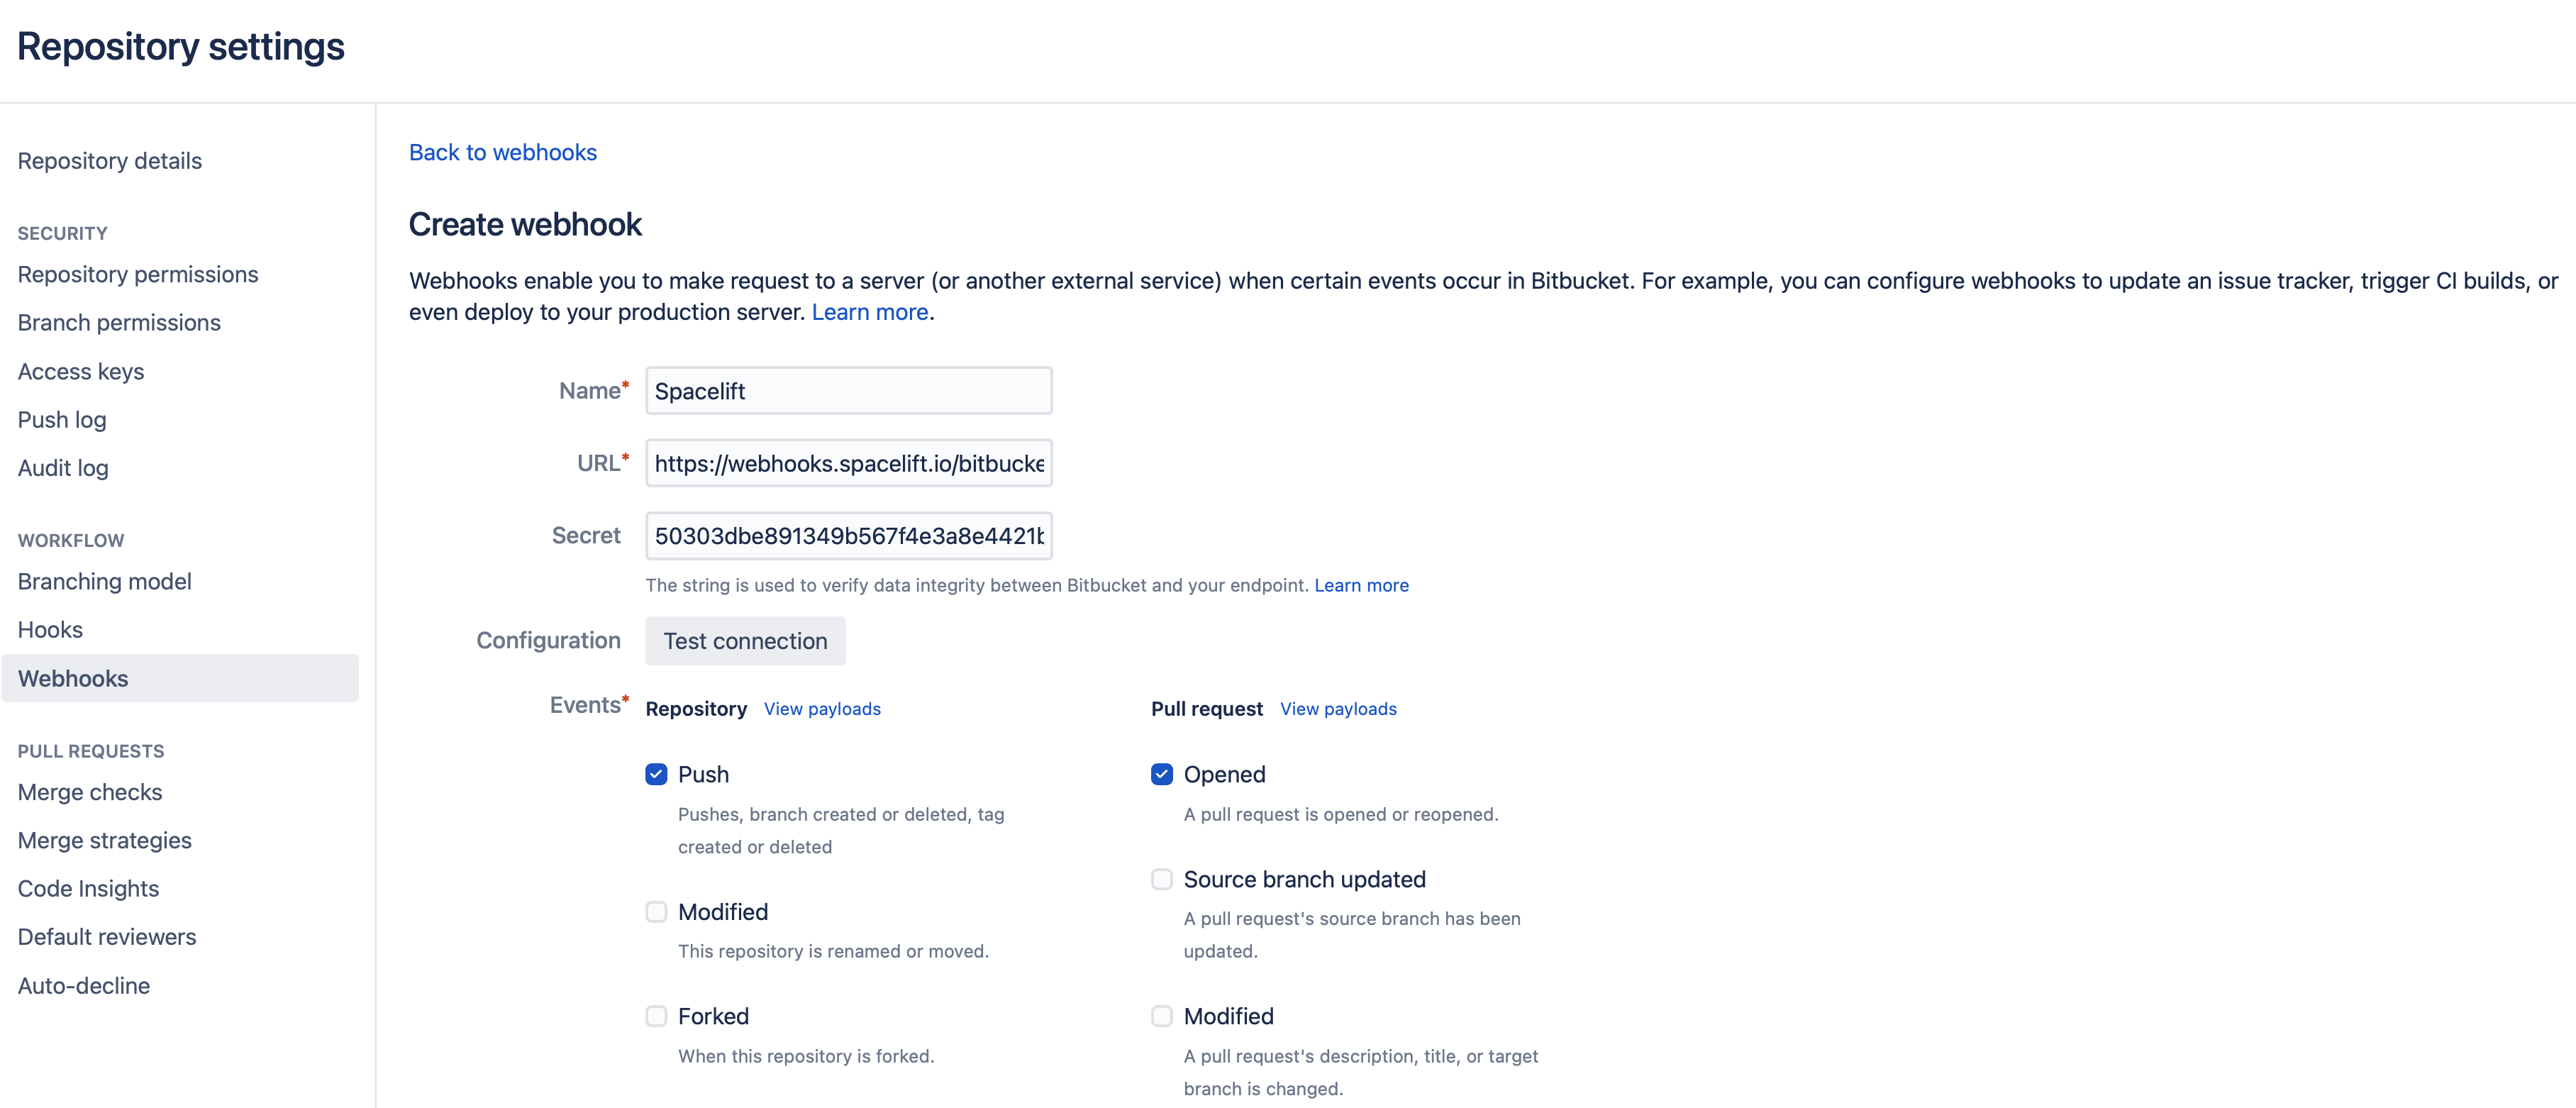 Repository settings
Repository details
SECURITY
Repository permissions
Branch permissions
Access keys
Push log
Audit log
WORKFLOW
Branching model
Hooks
Webhooks
PULL REQUESTS
Merge checks
Merge strategies
Code Insights
Default reviewers
Auto-decline
Back to webhooks
Create webhook
Webhooks enable you to make request to a server (or another external service) when certain events occur in Bitbucket. For example, you can configure webhooks to update an issue tracker, trigger CI builds, or
even deploy to your production server. Learn more.
Name* Spacelift
URL* https://webhooks.spacelift.io/bitbucke
Secret 50303dbe891349b567f4e3a8e4421b
The string is used to verify data integrity between Bitbucket and your endpoint. Learn more
Configuration Test connection
Events* Repository View payloads
Push
Pushes, branch created or deleted, tag
created or deleted
Modified
This repository is renamed or moved.
Forked
When this repository is forked.
Pull request View payloads
Opened
A pull request is opened or reopened.
Source branch updated
A pull request's source branch has been
updated.
Modified
A pull request's description, title, or target
branch is changed.